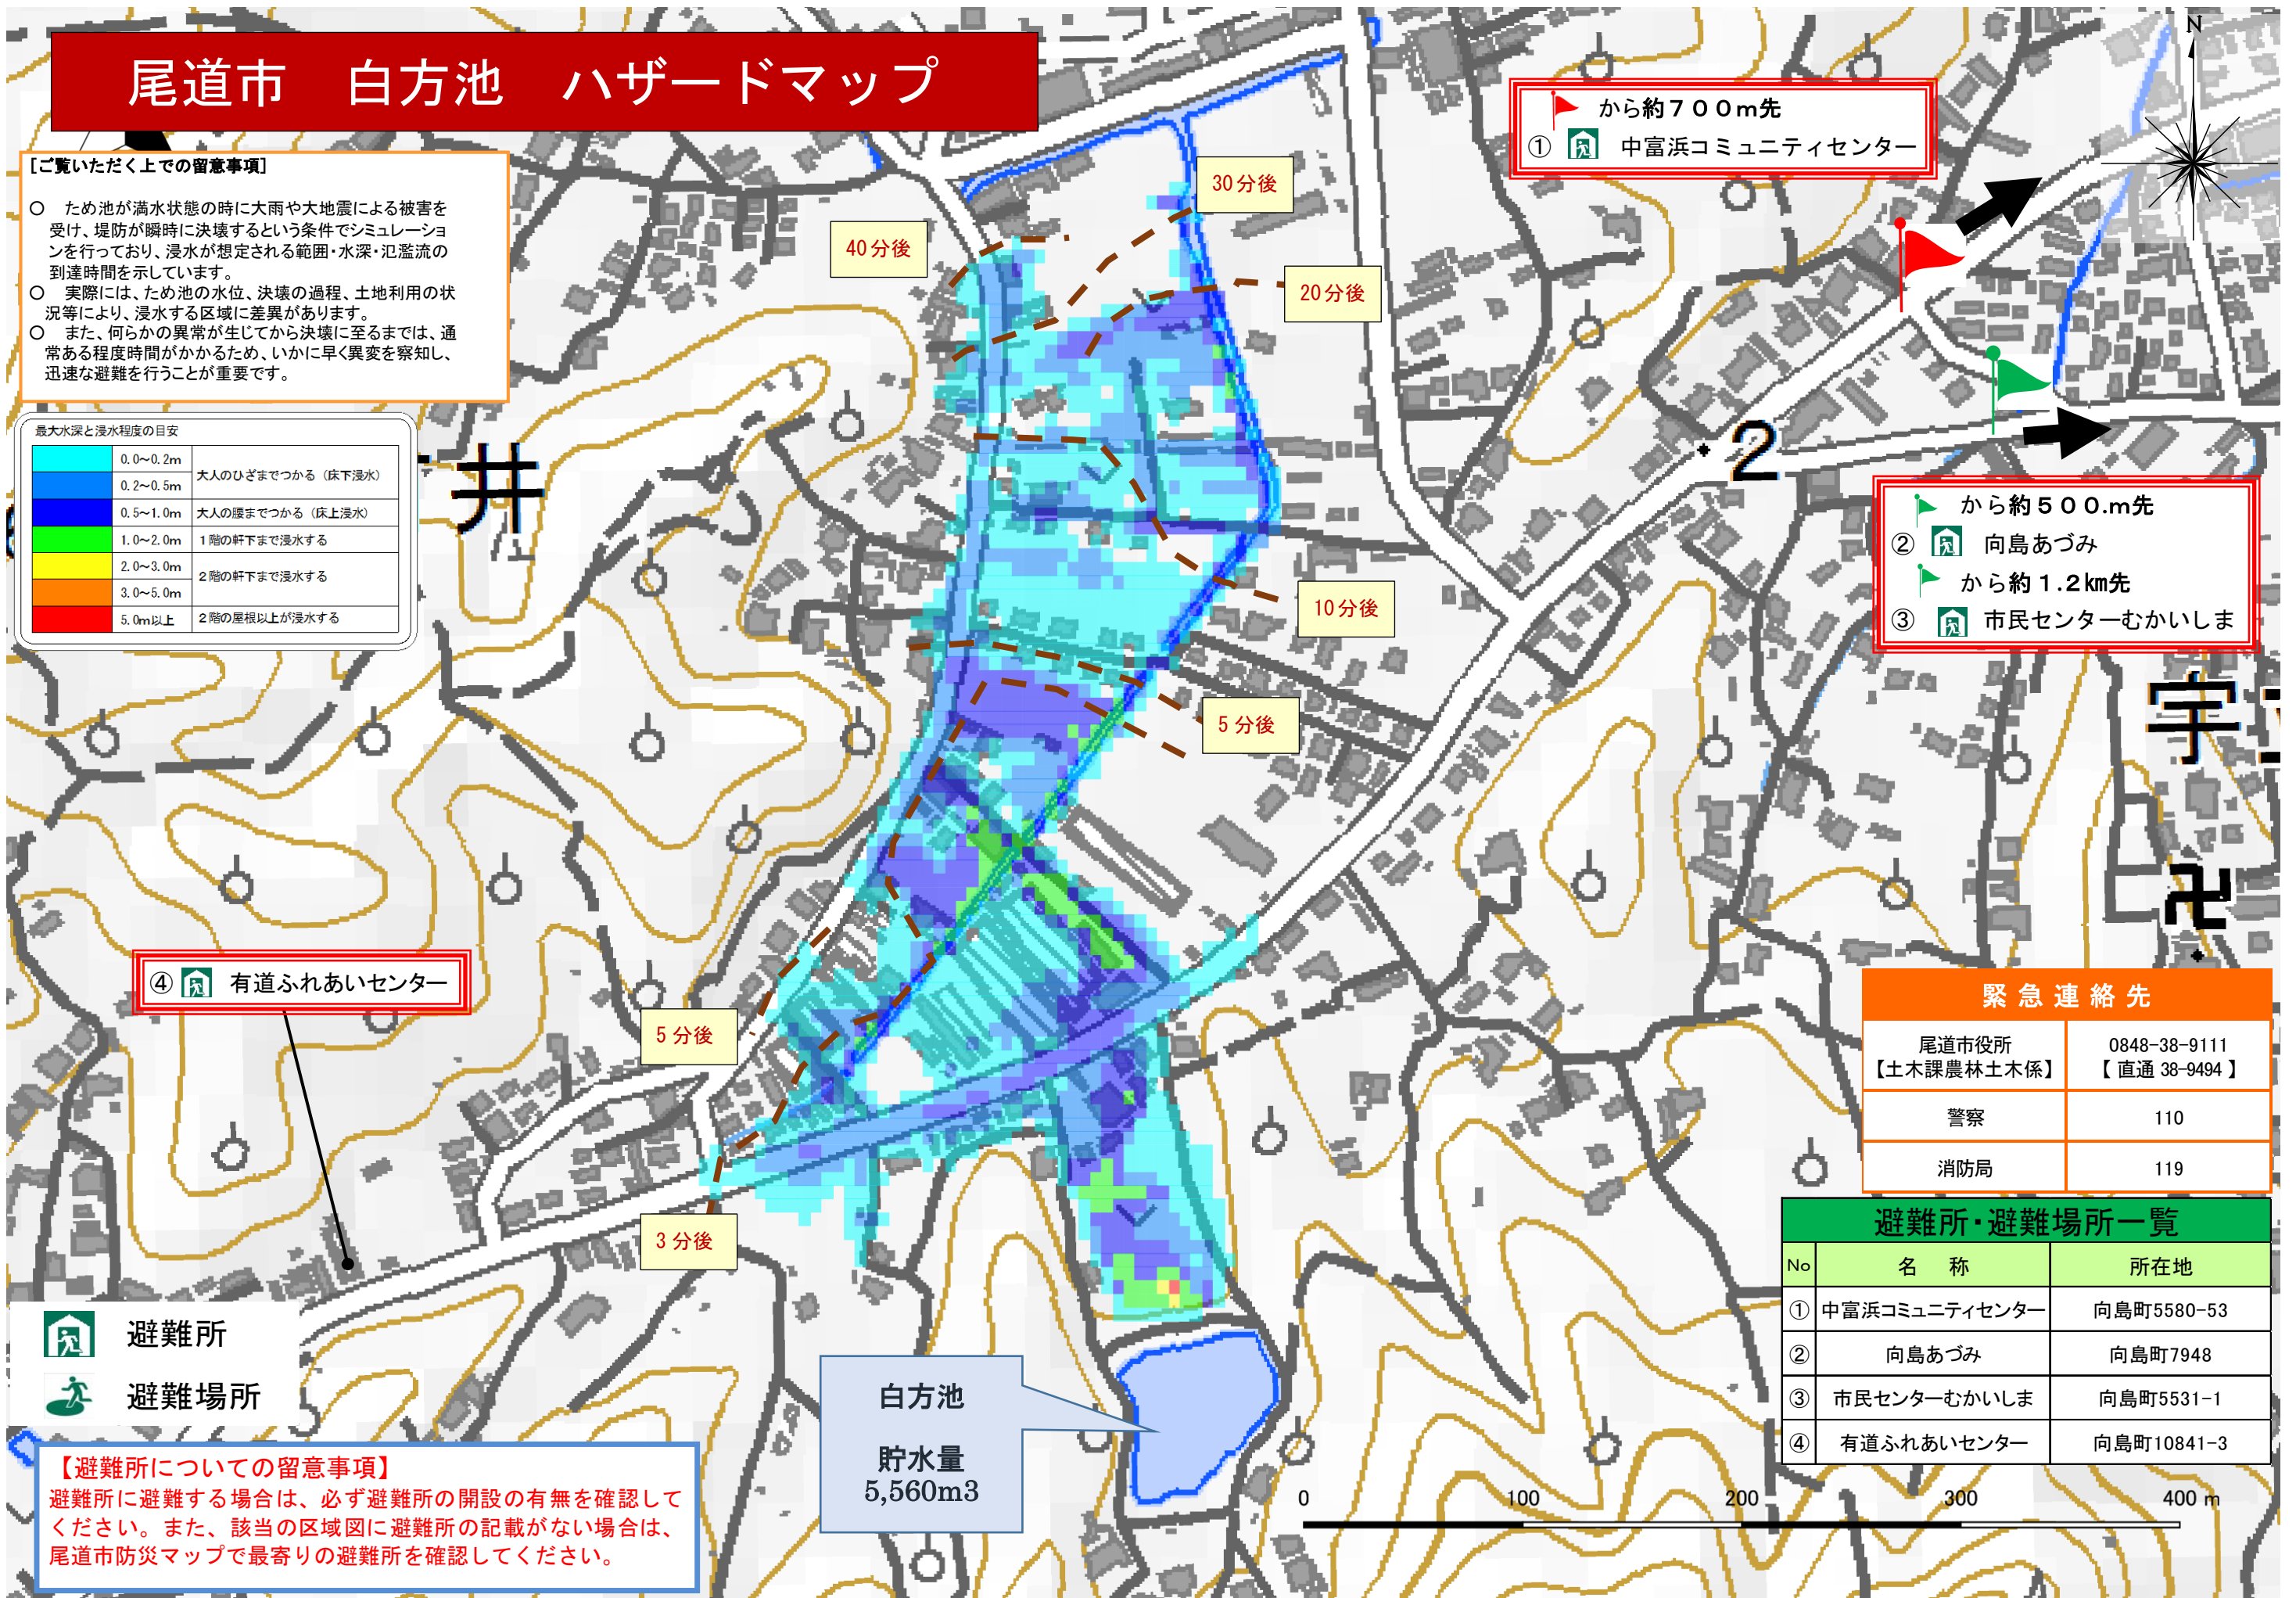 尾道市　白方池　ハザードマップ
[ご覧いただく上での留意事項]
○　ため池が満水状態の時に大雨や大地震による被害を
受け、堤防が瞬時に決壊するという条件でシミュレーショ
ンを行っており、浸水が想定される範囲・水深・氾濫流の
到達時間を示しています。
○　実際には、ため池の水位、決壊の過程、土地利用の状
況等により、浸水する区域に差異があります。
○　また、何らかの異常が生じてから決壊に至るまでは、通
常ある程度時間がかかるため、いかに早く異変を察知し、
迅速な避難を行うことが重要です。
最大水深と浸水程度の目安
0.0～0.2m
大人のひざまでつかる（床下浸水）
0.2～0.5m
0.5～1.0m 大人の腰までつかる（床上浸水）
1.0～2.0m 1階の軒下まで浸水する
2.0～3.0m
2階の軒下まで浸水する
3.0～5.0m
5.0m以上 2階の屋根以上が浸水する
井
N
から約７００ｍ先
① 中富浜コミュニティセンター
30分後
40分後
20分後
10分後
5分後
5分後
3分後
2
から約５００.m先
② 向島あづみ
から約1.2km先
③ 市民センターむかいしま
宇
卍
④ 有道ふれあいセンター
緊急連絡先
尾道市役所
【土木課農林土木係】
0848-38-9111
【 直通 38-9494 】
警察 110
消防局 119
避難所・避難場所一覧
No 名　称 所在地
① 中富浜コミュニティセンター 向島町5580-53
② 向島あづみ 向島町7948
③ 市民センターむかいしま 向島町5531-1
④ 有道ふれあいセンター 向島町10841-3
避難所
避難場所
白方池
貯水量
5,560m3
0 100 200 300 400 m
【避難所についての留意事項】
避難所に避難する場合は、必ず避難所の開設の有無を確認して
ください。また、該当の区域図に避難所の記載がない場合は、
尾道市防災マップで最寄りの避難所を確認してください。